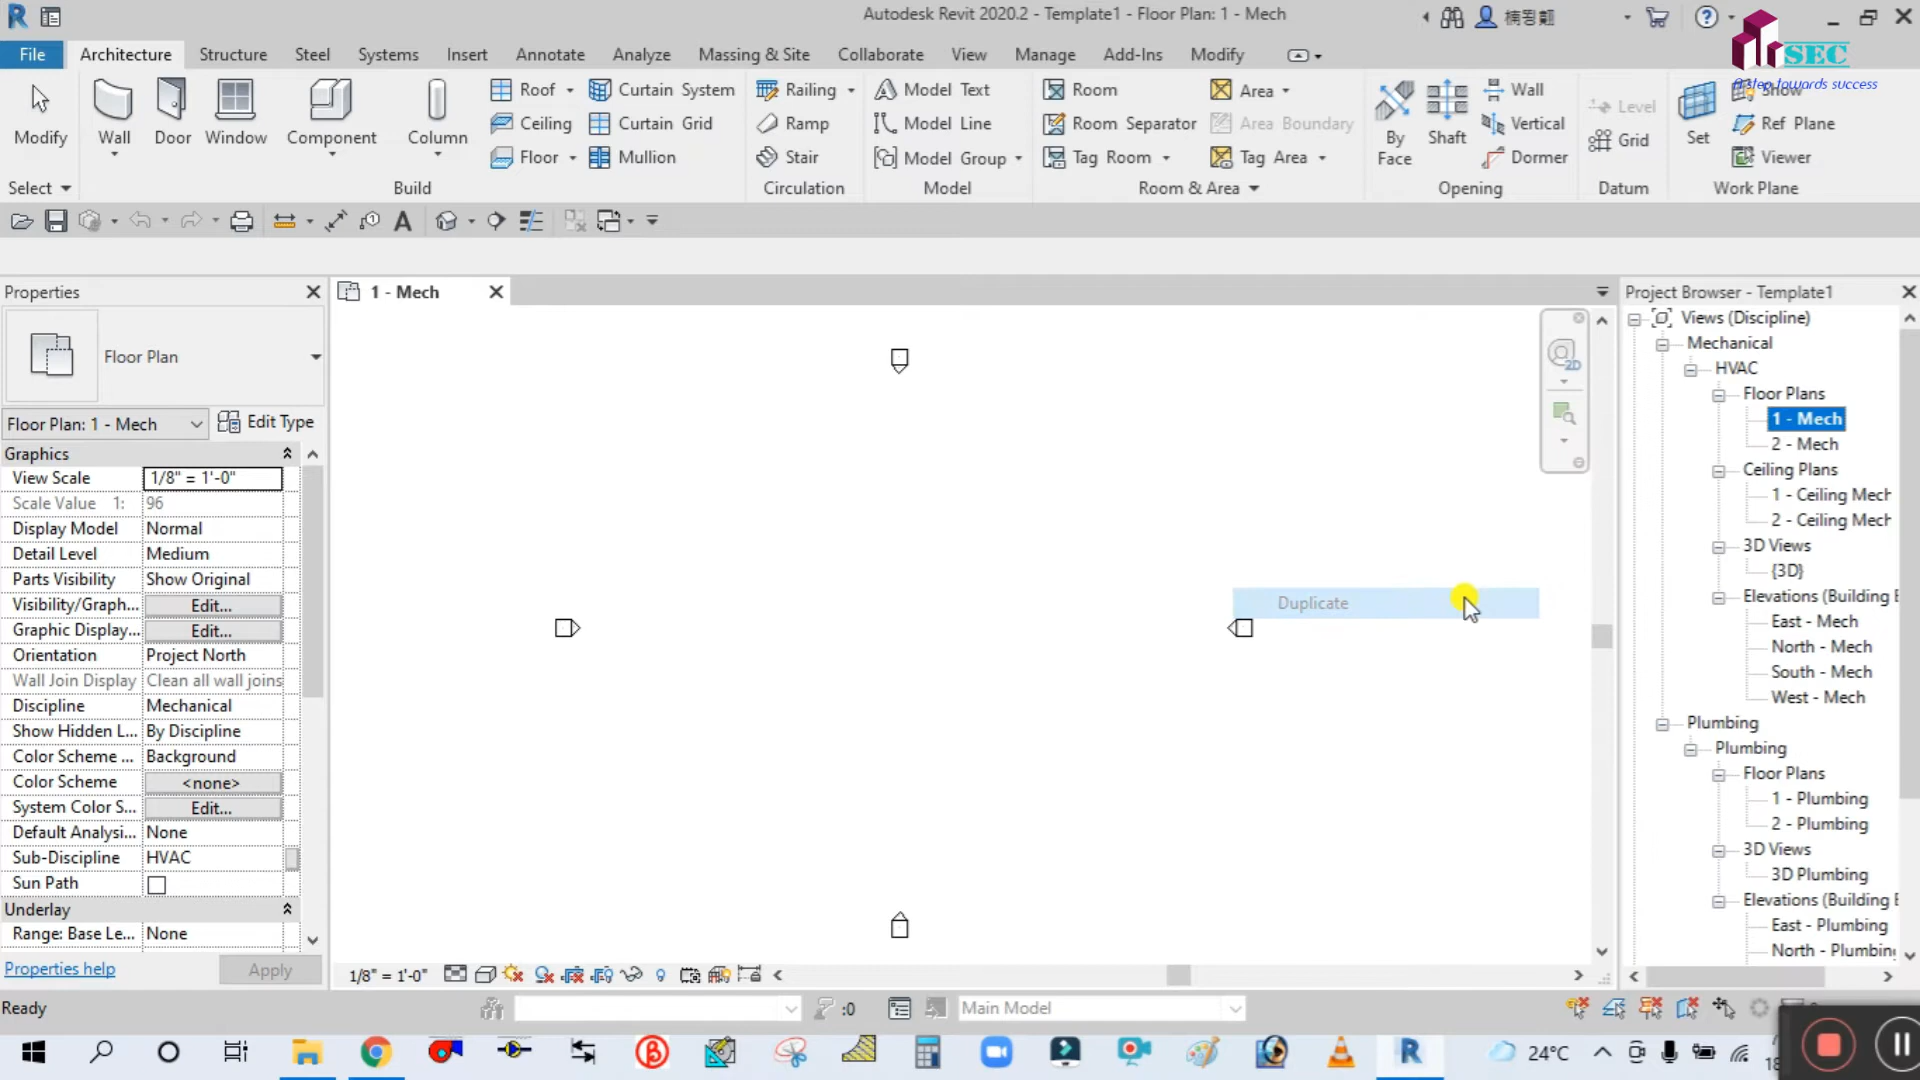 Autodesk Revit 2020.2 - Template1 - Floor Plan: 1 - Mech
SEC
A step towards success
File Architecture Structure Steel Systems Insert Annotate Analyze Massing & Site Collaborate View Manage Add-Ins Modify
Modify
Select
Wall
Door
Window
Component
Column
Roof
Ceiling
Floor
Curtain System
Curtain Grid
Mullion
Build
Railing
Ramp
Stair
Circulation
Model Text
Model Line
Model Group
Model
Room
Room Separator
Tag Room
Area
Area Boundary
Tag Area
Room & Area
By Face
Shaft
Wall
Vertical
Dormer
Opening
Level
Grid
Datum
Set
Show
Ref Plane
Viewer
Work Plane
Properties
Floor Plan
Floor Plan: 1 - Mech
Edit Type
Graphics
View Scale 1/8" = 1'-0"
Scale Value 1: 96
Display Model Normal
Detail Level Medium
Parts Visibility Show Original
Visibility/Graph... Edit...
Graphic Display... Edit...
Orientation Project North
Wall Join Display Clean all wall joins
Discipline Mechanical
Show Hidden L... By Discipline
Color Scheme ... Background
Color Scheme <none>
System Color S... Edit...
Default Analysi... None
Sub-Discipline HVAC
Sun Path
Underlay
Range: Base Le... None
Properties help
Apply
1 - Mech
2D
Duplicate
1/8" = 1'-0"
Project Browser - Template1
Views (Discipline)
Mechanical
HVAC
Floor Plans
1 - Mech
2 - Mech
Ceiling Plans
1 - Ceiling Mech
2 - Ceiling Mech
3D Views
{3D}
Elevations (Building E
East - Mech
North - Mech
South - Mech
West - Mech
Plumbing
Plumbing
Floor Plans
1 - Plumbing
2 - Plumbing
3D Views
3D Plumbing
Elevations (Building E
East - Plumbing
North - Plumbing
Ready
:0
Main Model
24°C